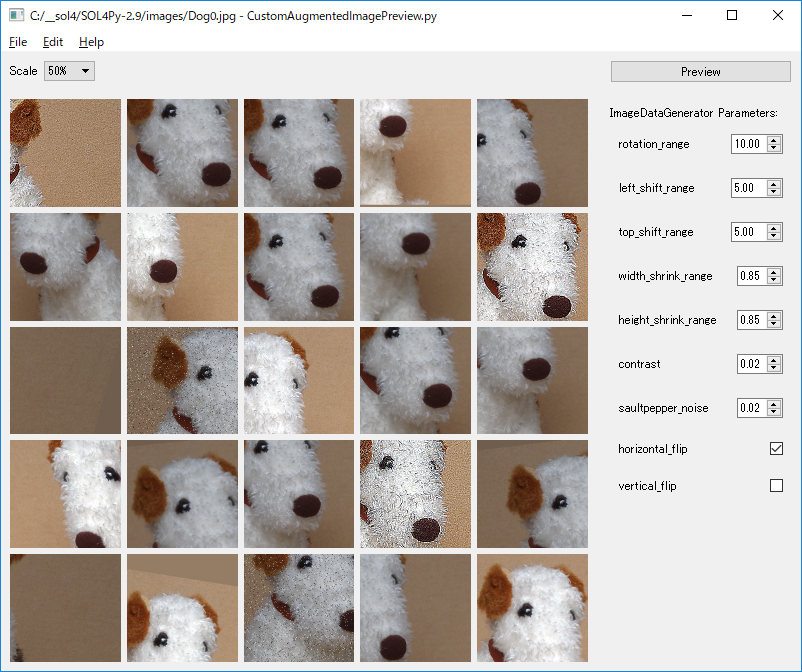 C:/__sol4/SOL4Py-2.9/images/Dog0.jpg - CustomAugmentedImagePreview.py
File Edit Help
Scale 50% Preview
ImageDataGenerator Parameters:
rotation_range 10.00
left_shift_range 5.00
top_shift_range 5.00
width_shrink_range 0.85
height_shrink_range 0.85
contrast 0.02
saultpepper_noise 0.02
horizontal_flip
vertical_flip